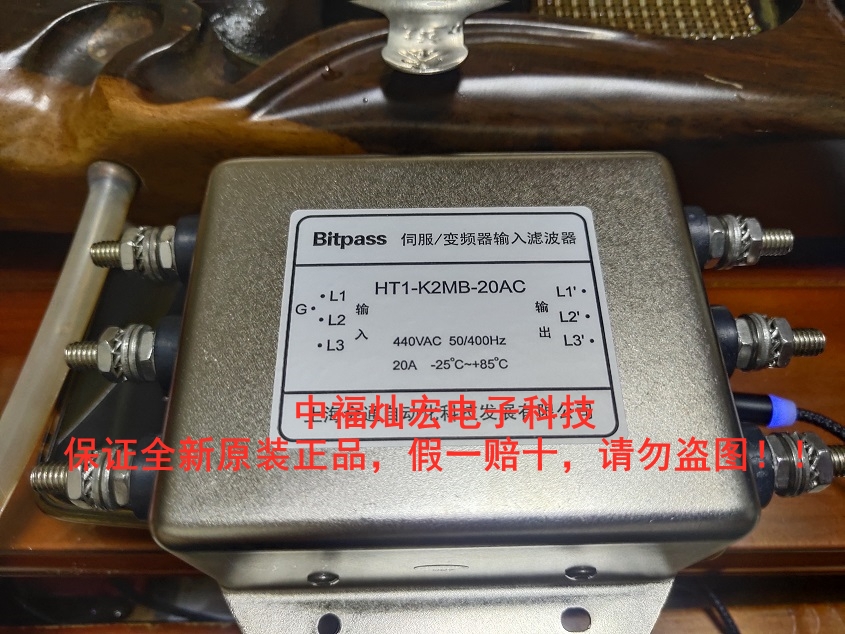 Bitpass 伺服/变频器输入滤波器
HT1-K2MB-20AC
G
L1
L2
L3
输入
输出
L1'
L2'
L3'
440VAC 50/400Hz
20A -25℃~+85℃
中福灿宏电子科技
保证全新原装正品，假一赔十，请勿盗图！！